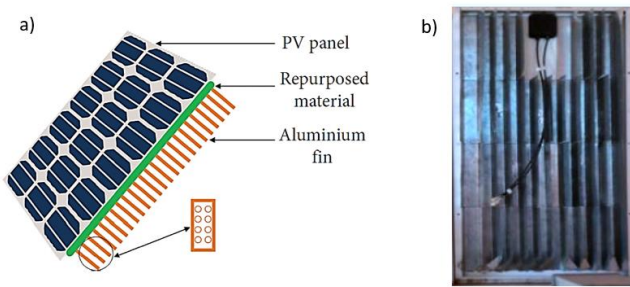 a)
PV panel
Repurposed
material
Aluminium
fin
b)